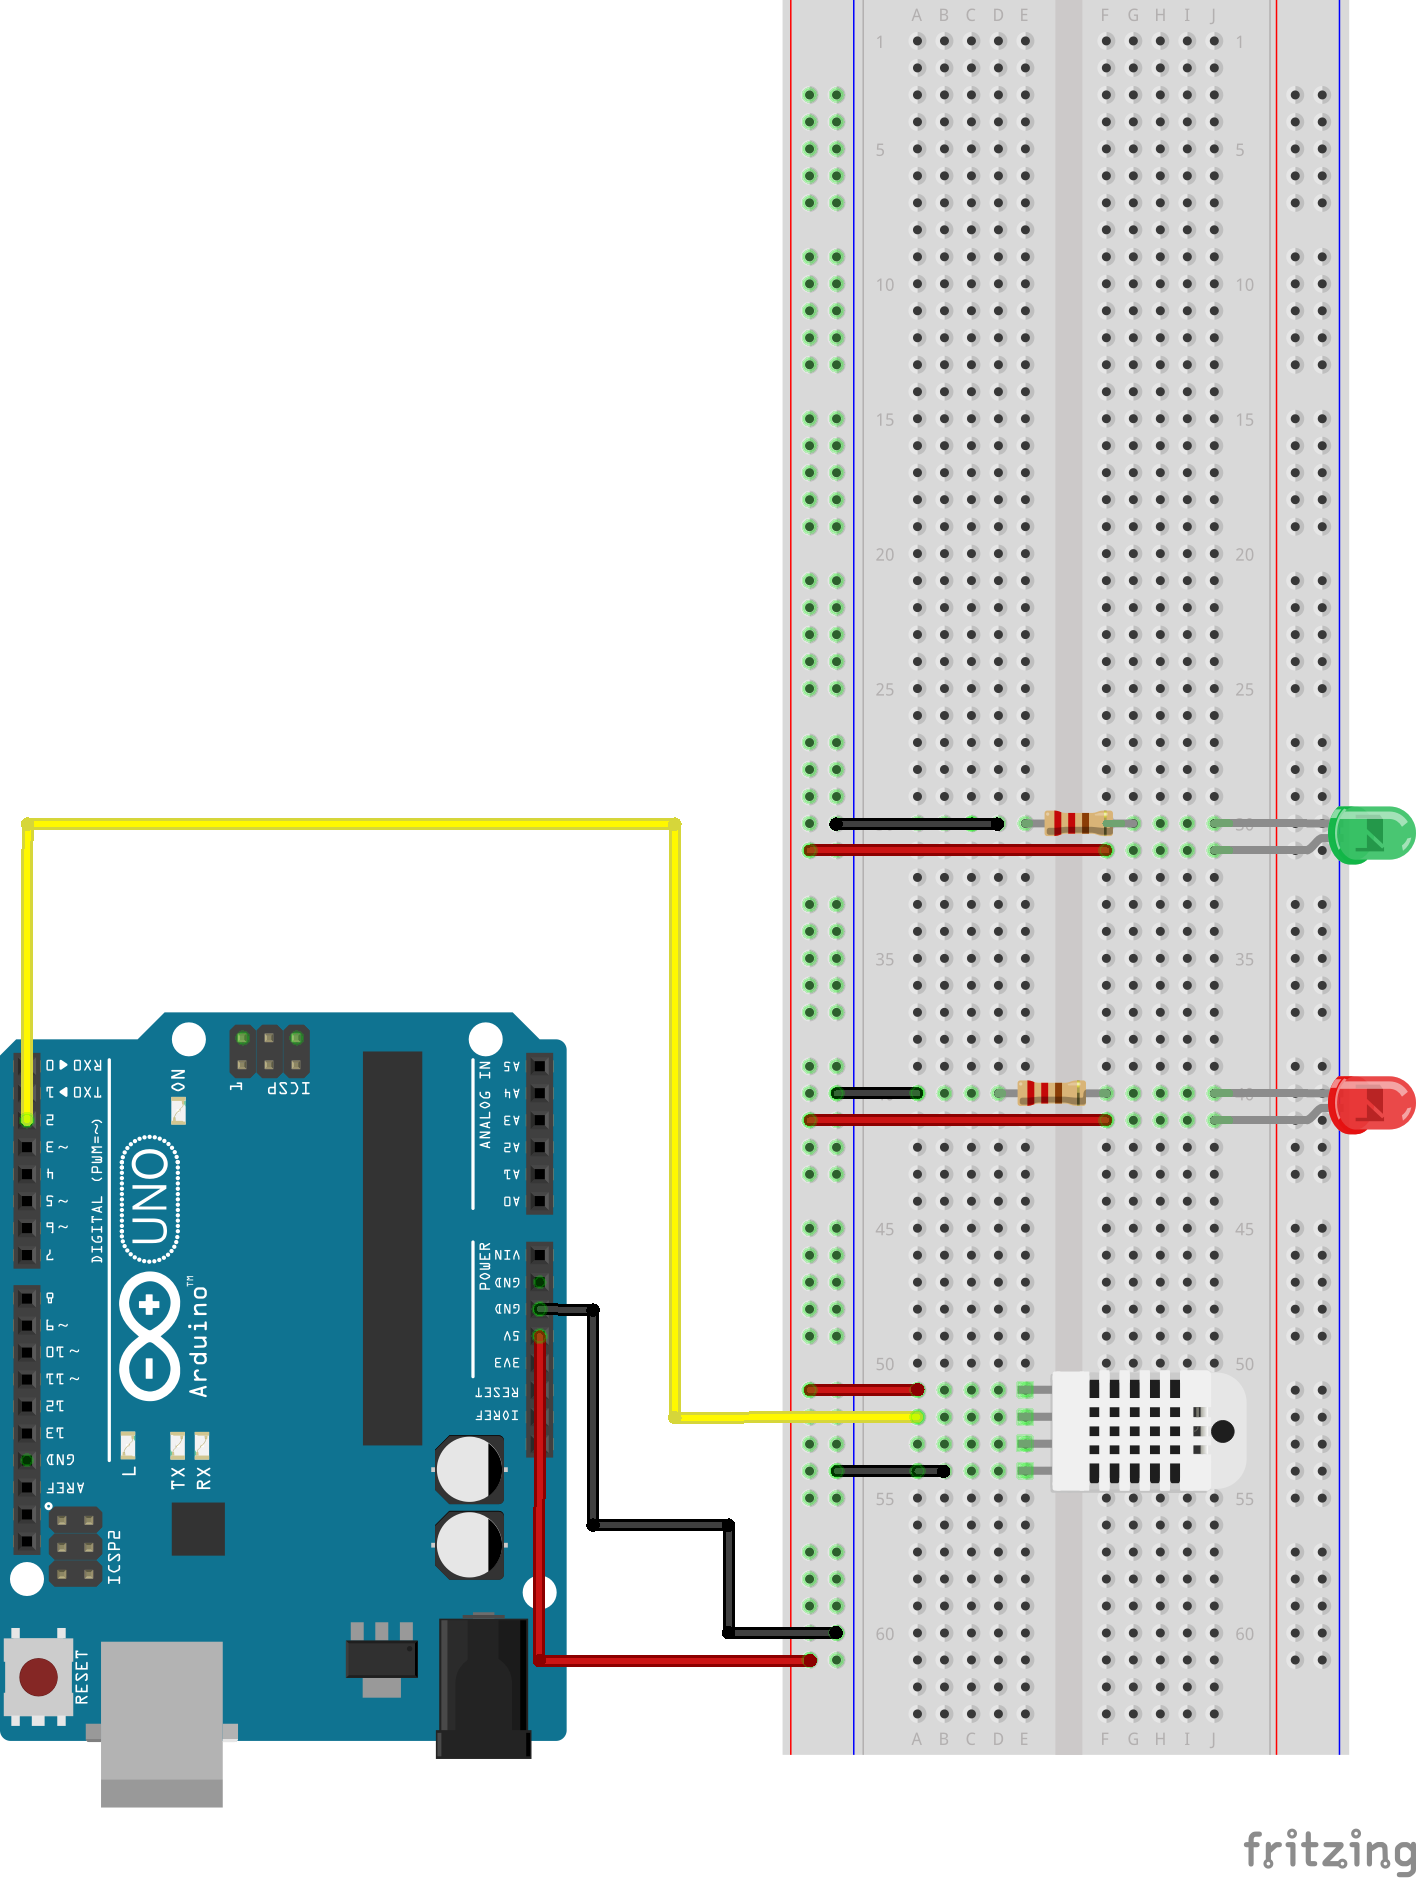 A B C D E F G H I J
1 1
5 5
10 10
15 15
20 20
25 25
30
35 35
40
45 45
50 50
55 55
60 60
A B C D E F G H I J
RX0 ◀ 0
TX0 ▶ 1
2
~3
4
~5
~6
7
8
~9
~10
~11
12
13
GND
AREF
DIGITAL (PWM=~)
ON
1
ICSP
UNO
Arduino™
ANALOG IN
A5
A4
A3
A2
A1
A0
POWER
VIN
GND
GND
5V
3V3
RESET
IOREF
L
TX
RX
ICSP2
RESET
fritzing